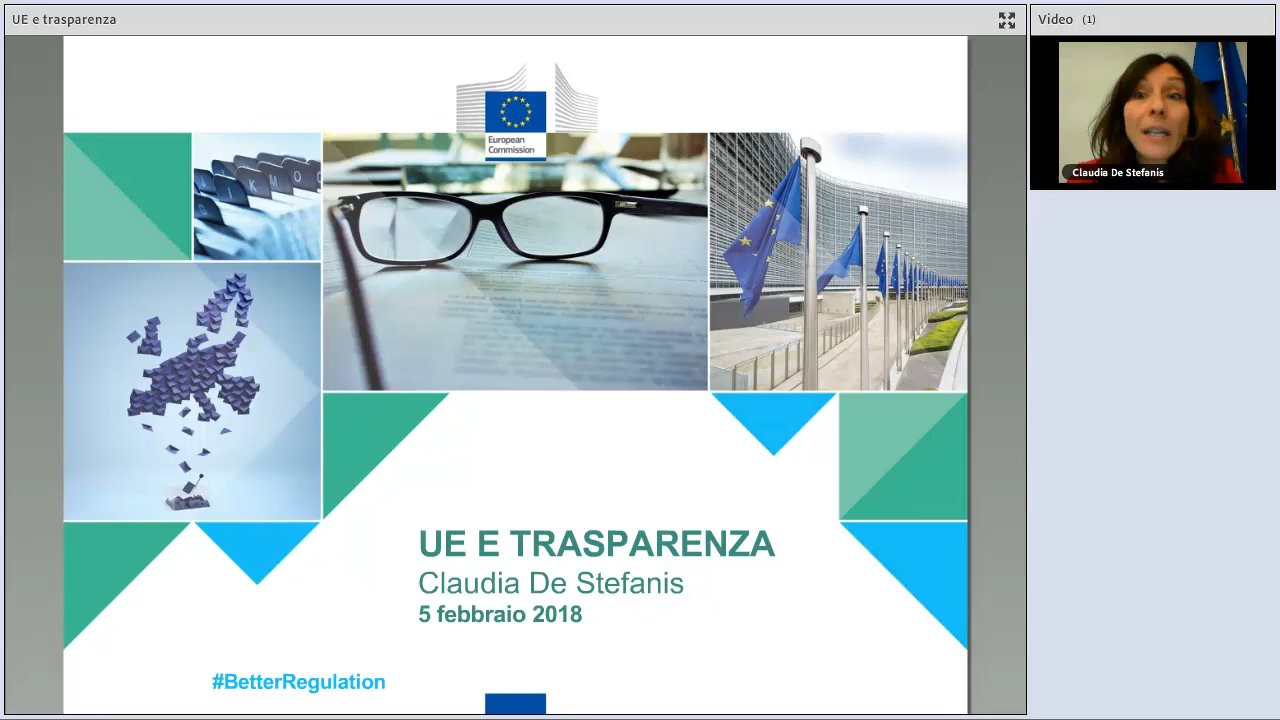 UE e trasparenza
Video (1)
Claudia De Stefanis
European
Commission
K M O C
UE E TRASPARENZA
Claudia De Stefanis
5 febbraio 2018
#BetterRegulation